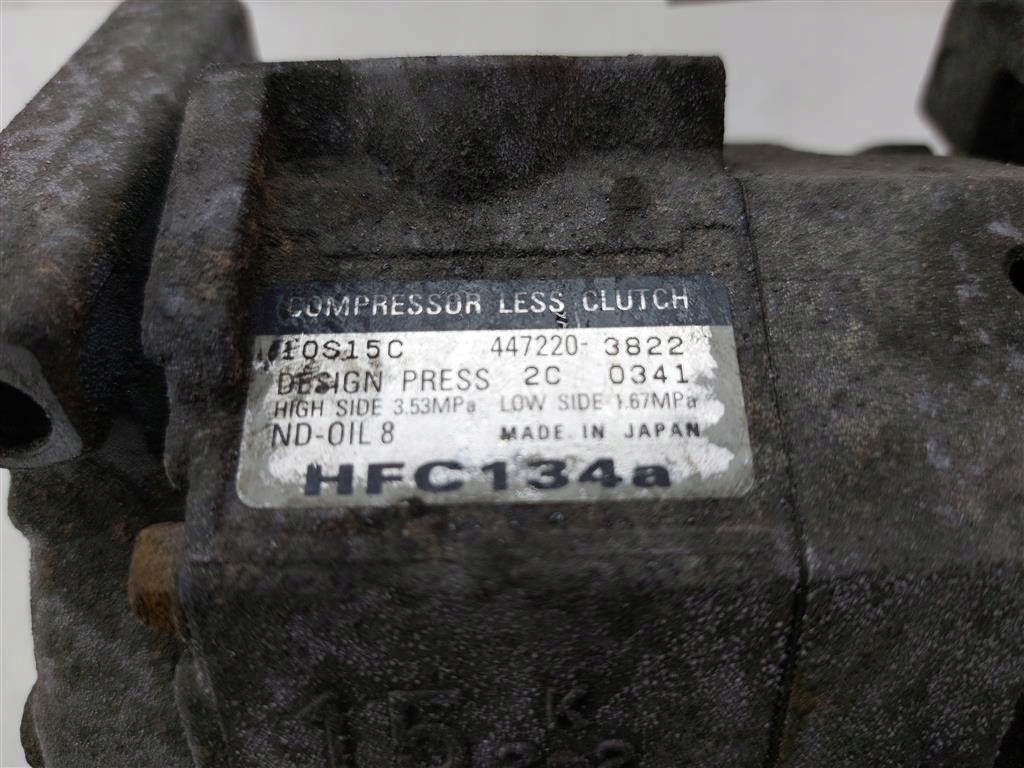 COMPRESSOR LESS CLUTCH
10S15C 447220-3822
DESIGN PRESS 2C 0341
HIGH SIDE 3.53MPa LOW SIDE 1.67MPa
ND-OIL 8 MADE IN JAPAN
HFC134a
15 K